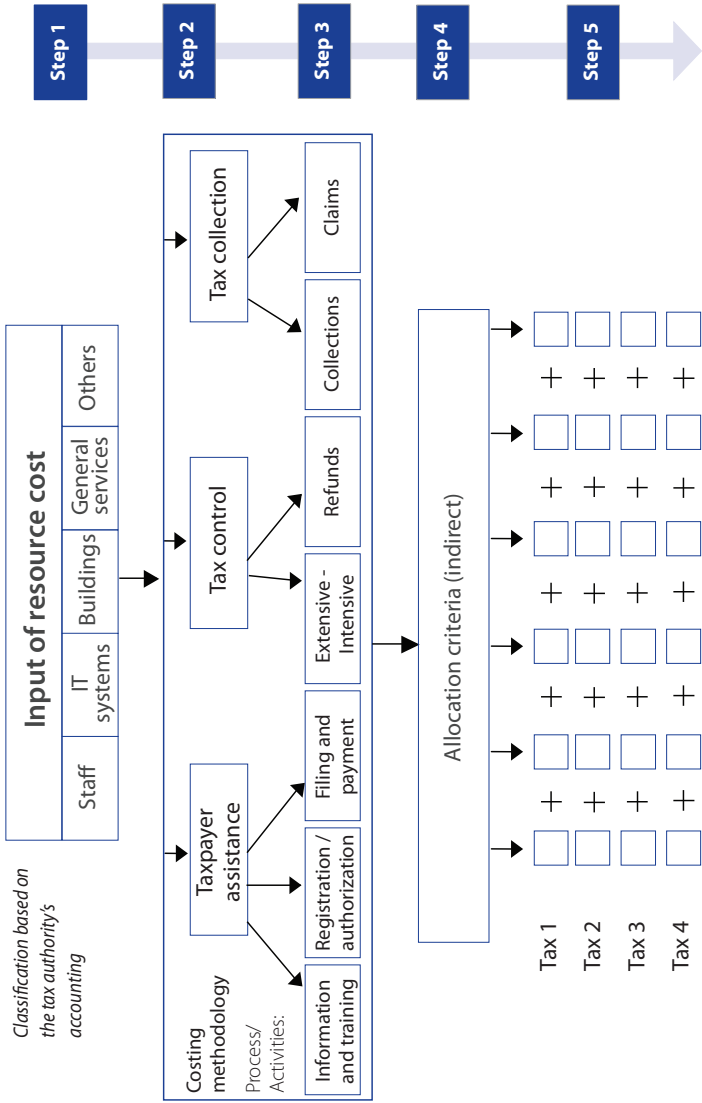 Classification based on
the tax authority's
accounting
Input of resource cost
Staff
IT
systems
Buildings
General
services
Others
Step 1
Costing
methodology
Process/
Activities:
Taxpayer
assistance
Tax control
Tax collection
Step 2
Information
and training
Registration /
authorization
Filing and
payment
Extensive -
Intensive
Refunds
Collections
Claims
Step 3
Allocation criteria (indirect)
Step 4
Tax 1
+ + + + +
Tax 2
+ + + + +
Tax 3
+ + + + +
Tax 4
+ + + + +
Step 5